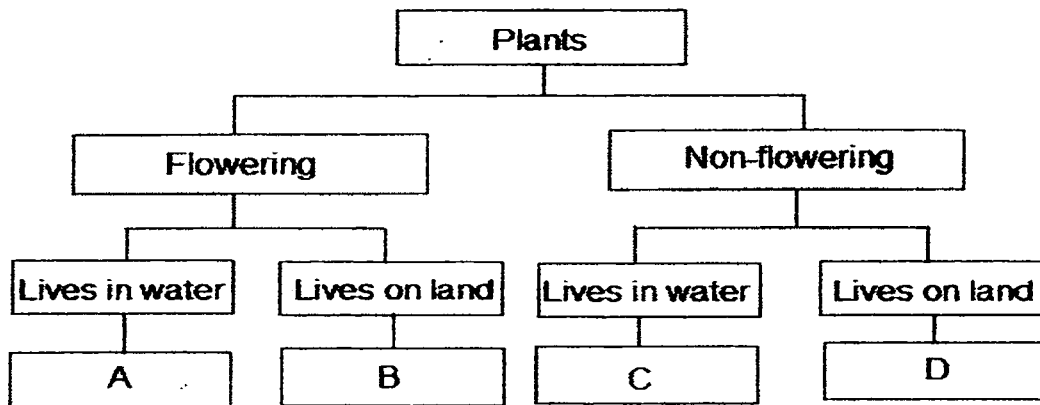 Plants
Flowering
Non-flowering
Lives in water
Lives on land
Lives in water
Lives on land
A
B
C
D